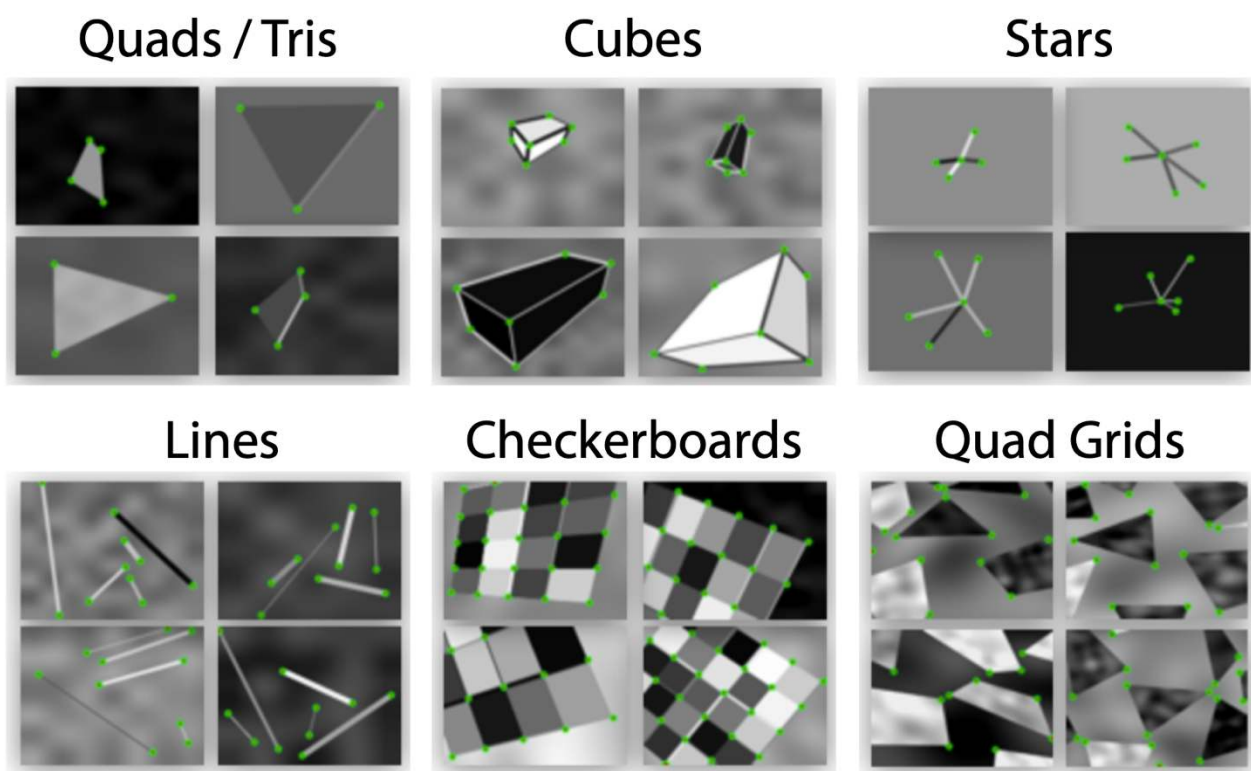 Quads / Tris
Cubes
Stars
Lines
Checkerboards
Quad Grids